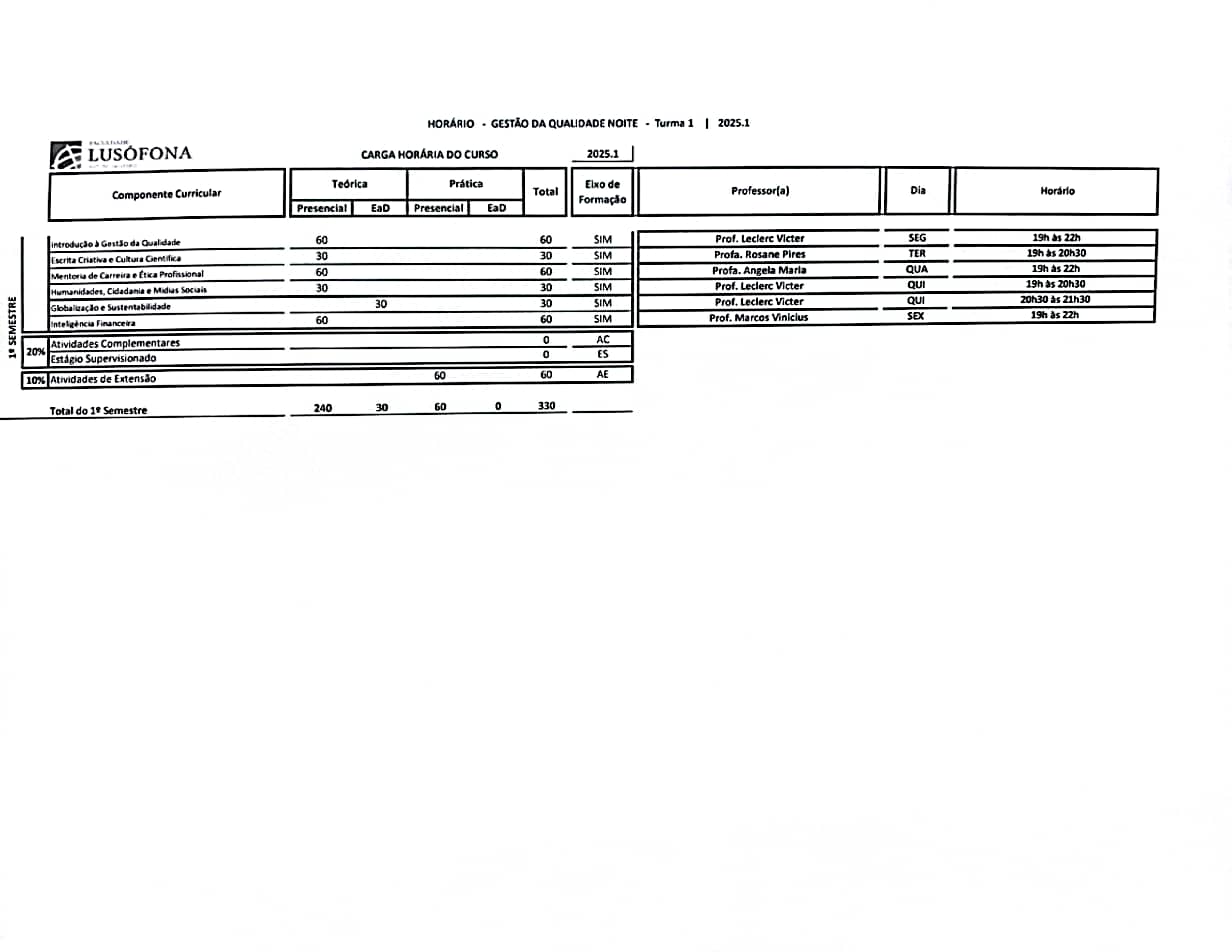 HORÁRIO - GESTÃO DA QUALIDADE NOITE - Turma 1 | 2025.1
FACULDADE
LUSÓFONA
CARGA HORÁRIA DO CURSO 2025.1
Componente Curricular Teórica Prática Total Eixo de Formação Professor(a) Dia Horário
Presencial EaD Presencial EaD
1º SEMESTRE
Introdução à Gestão da Qualidade 60 60 SIM Prof. Leclerc Victer SEG 19h às 22h
Escrita Criativa e Cultura Científica 30 30 SIM Profa. Rosane Pires TER 19h às 20h30
Mentoria de Carreira e Ética Profissional 60 60 SIM Profa. Angela Maria QUA 19h às 22h
Humanidades, Cidadania e Mídias Sociais 30 30 SIM Prof. Leclerc Victer QUI 19h às 20h30
Globalização e Sustentabilidade 30 30 SIM Prof. Leclerc Victer QUI 20h30 às 21h30
Inteligência Financeira 60 60 SIM Prof. Marcos Vinicius SEX 19h às 22h
20% Atividades Complementares 0 AC
Estágio Supervisionado 0 ES
10% Atividades de Extensão 60 60 AE
Total do 1º Semestre 240 30 60 0 330